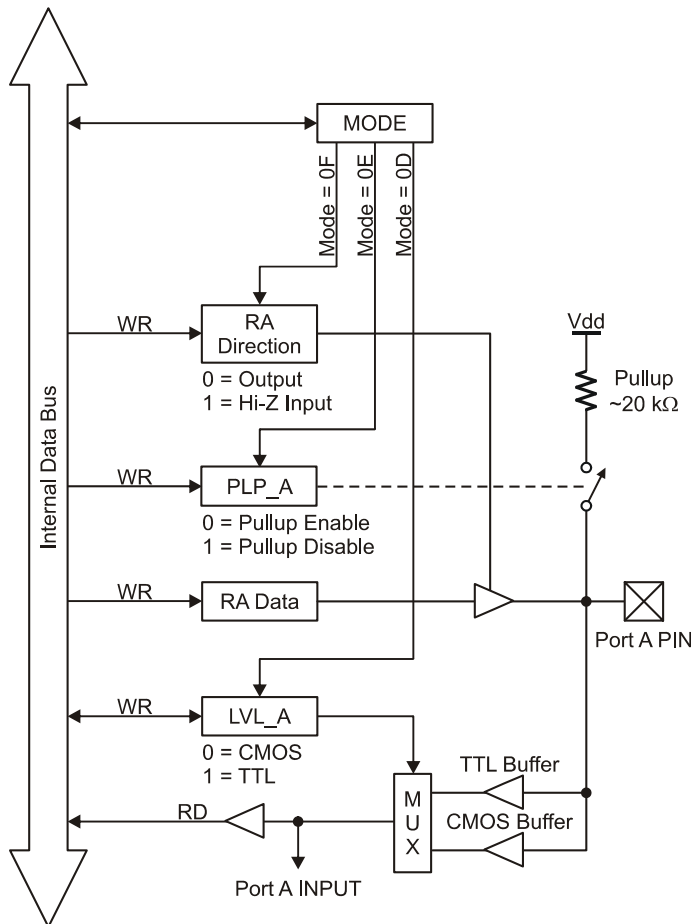 MODE
Mode = 0F
Mode = 0E
Mode = 0D
Internal Data Bus
WR
RA
Direction
0 = Output
1 = Hi-Z Input
Vdd
Pullup
~20 kΩ
WR
PLP_A
0 = Pullup Enable
1 = Pullup Disable
WR
RA Data
Port A PIN
WR
LVL_A
0 = CMOS
1 = TTL
TTL Buffer
CMOS Buffer
MUX
RD
Port A INPUT